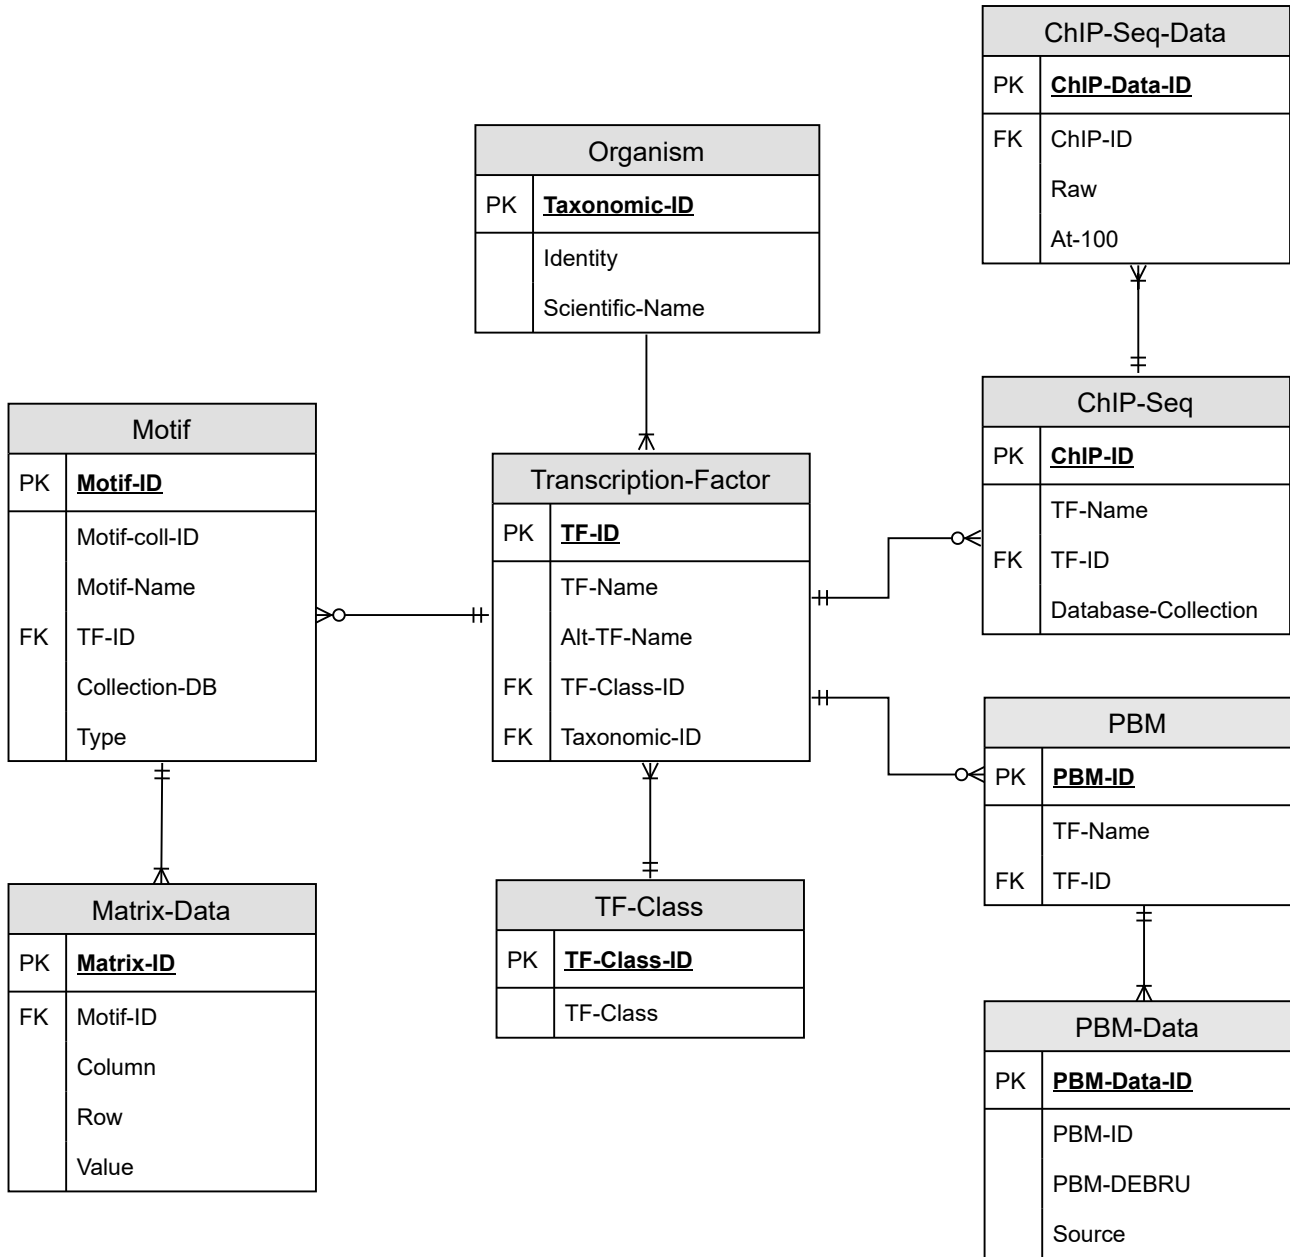 ChIP-Seq-Data
PK ChIP-Data-ID
FK ChIP-ID
Raw
At-100
Organism
PK Taxonomic-ID
Identity
Scientific-Name
Motif
PK Motif-ID
Motif-coll-ID
Motif-Name
FK TF-ID
Collection-DB
Type
Transcription-Factor
PK TF-ID
TF-Name
Alt-TF-Name
FK TF-Class-ID
FK Taxonomic-ID
ChIP-Seq
PK ChIP-ID
TF-Name
FK TF-ID
Database-Collection
PBM
PK PBM-ID
TF-Name
FK TF-ID
Matrix-Data
PK Matrix-ID
FK Motif-ID
Column
Row
Value
TF-Class
PK TF-Class-ID
TF-Class
PBM-Data
PK PBM-Data-ID
PBM-ID
PBM-DEBRU
Source